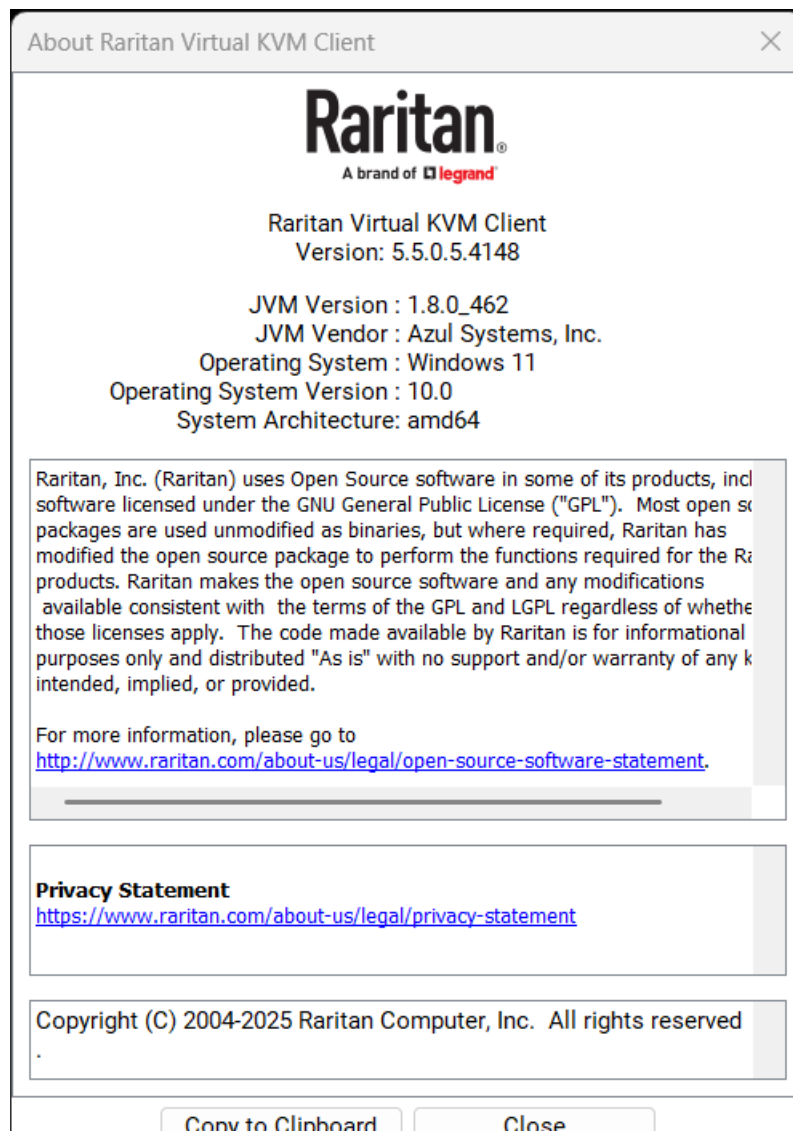 About Raritan Virtual KVM Client
Raritan®
A brand of legrand®
Raritan Virtual KVM Client
Version: 5.5.0.5.4148
JVM Version : 1.8.0_462
JVM Vendor : Azul Systems, Inc.
Operating System : Windows 11
Operating System Version : 10.0
System Architecture: amd64
Raritan, Inc. (Raritan) uses Open Source software in some of its products, incl
software licensed under the GNU General Public License ("GPL").  Most open so
packages are used unmodified as binaries, but where required, Raritan has
modified the open source package to perform the functions required for the Ra
products. Raritan makes the open source software and any modifications
 available consistent with  the terms of the GPL and LGPL regardless of whethe
those licenses apply.  The code made available by Raritan is for informational
purposes only and distributed "As is" with no support and/or warranty of any k
intended, implied, or provided.
For more information, please go to
http://www.raritan.com/about-us/legal/open-source-software-statement.
Privacy Statement
https://www.raritan.com/about-us/legal/privacy-statement
Copyright (C) 2004-2025 Raritan Computer, Inc.  All rights reserved
.
Copy to Clipboard
Close